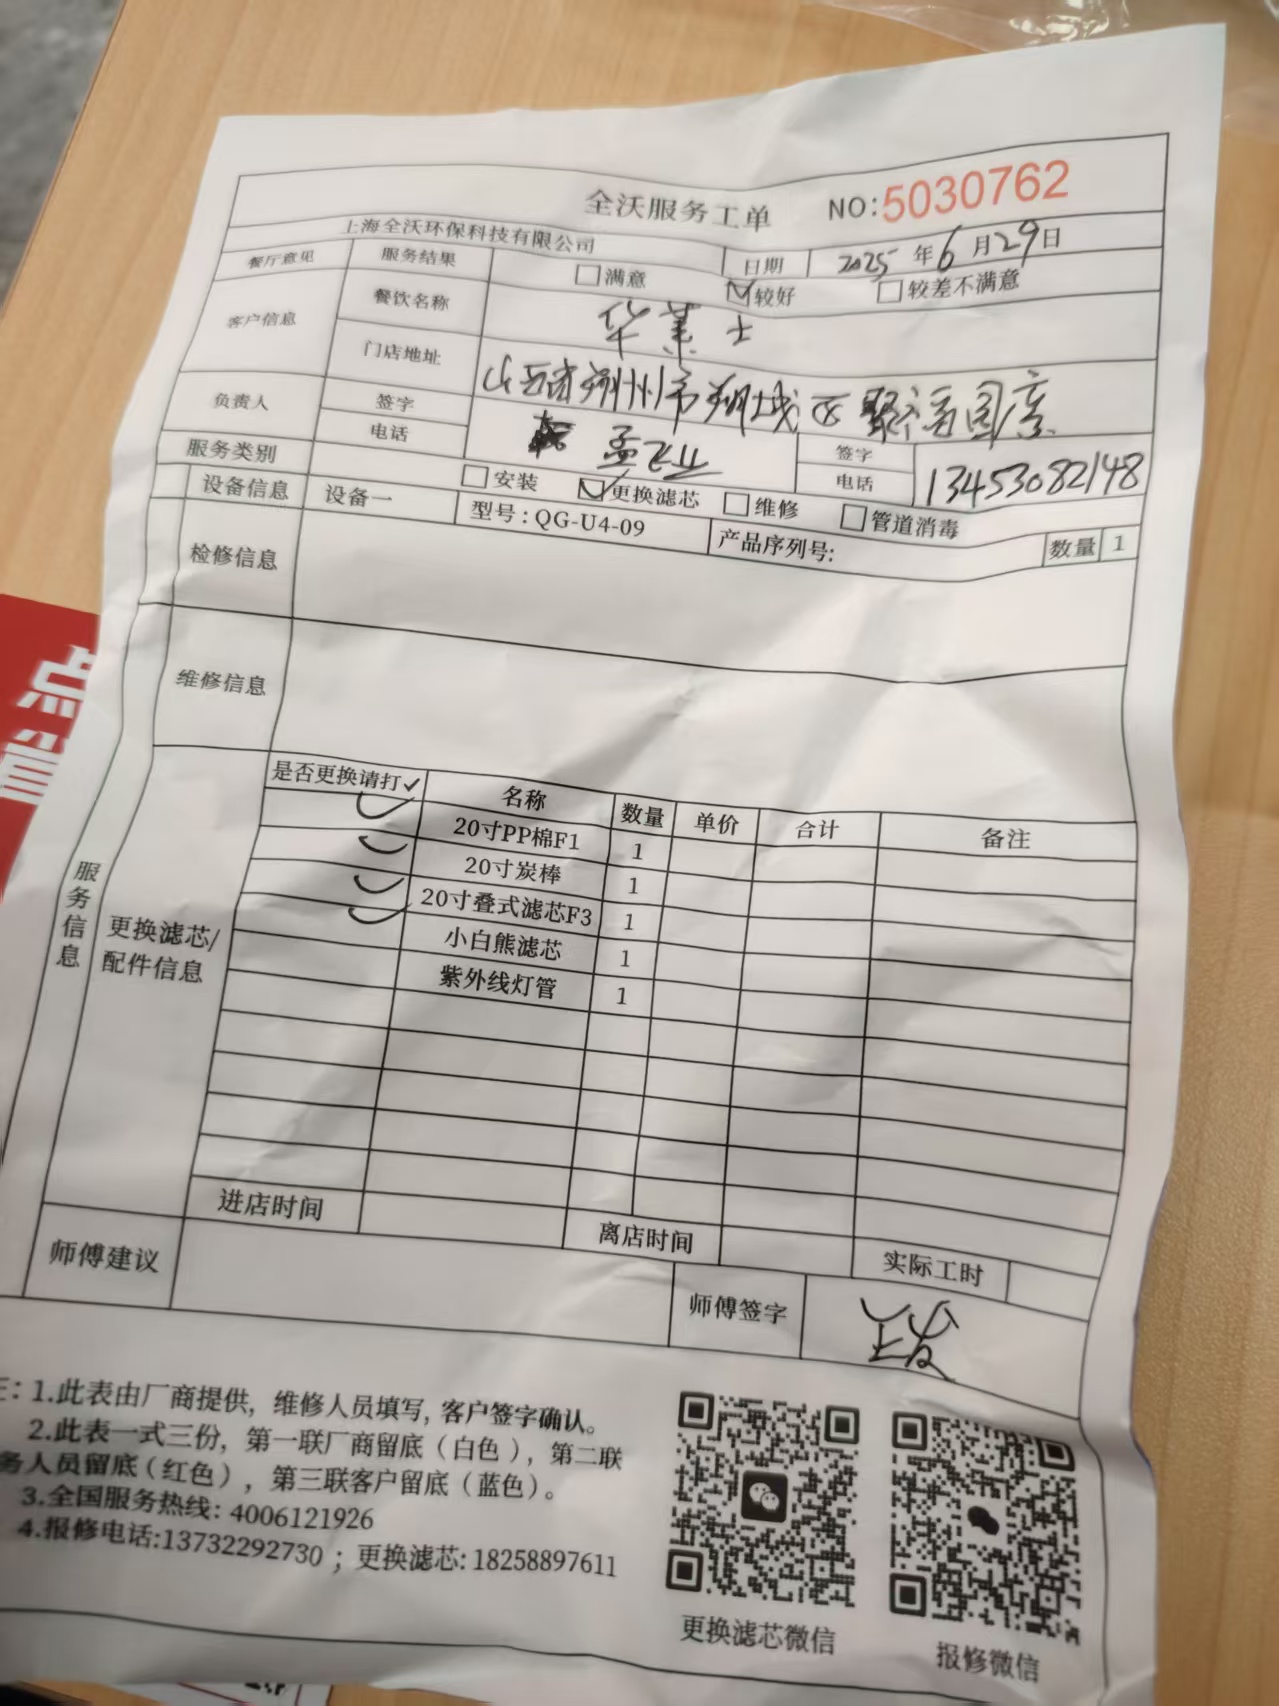 全沃服务工单 NO:5030762
上海全沃环保科技有限公司 日期 2025 年 6 月 29 日
餐厅意见 服务结果 满意 较好 较差不满意
客户信息 餐饮名称 华莱士
门店地址 山西省朔州市朔城区聚福国度
负责人 签字 孟飞业 签字
电话 电话 13453082148
服务类别 安装 更换滤芯 维修 管道消毒
设备信息 设备一 型号:QG-U4-09 产品序列号: 数量 1
检修信息
维修信息
服务信息
更换滤芯/
配件信息
是否更换请打✓ 名称 数量 单价 合计 备注
✓ 20寸PP棉F1 1
✓ 20寸炭棒 1
✓ 20寸叠式滤芯F3 1
✓ 小白熊滤芯 1
紫外线灯管 1
进店时间 离店时间 实际工时
师傅建议 师傅签字
:1.此表由厂商提供, 维修人员填写, 客户签字确认。
2.此表一式三份, 第一联厂商留底(白色), 第二联
务人员留底(红色), 第三联客户留底(蓝色)。
3.全国服务热线: 4006121926
4.报修电话:13732292730 ; 更换滤芯: 18258897611
更换滤芯微信 报修微信
点